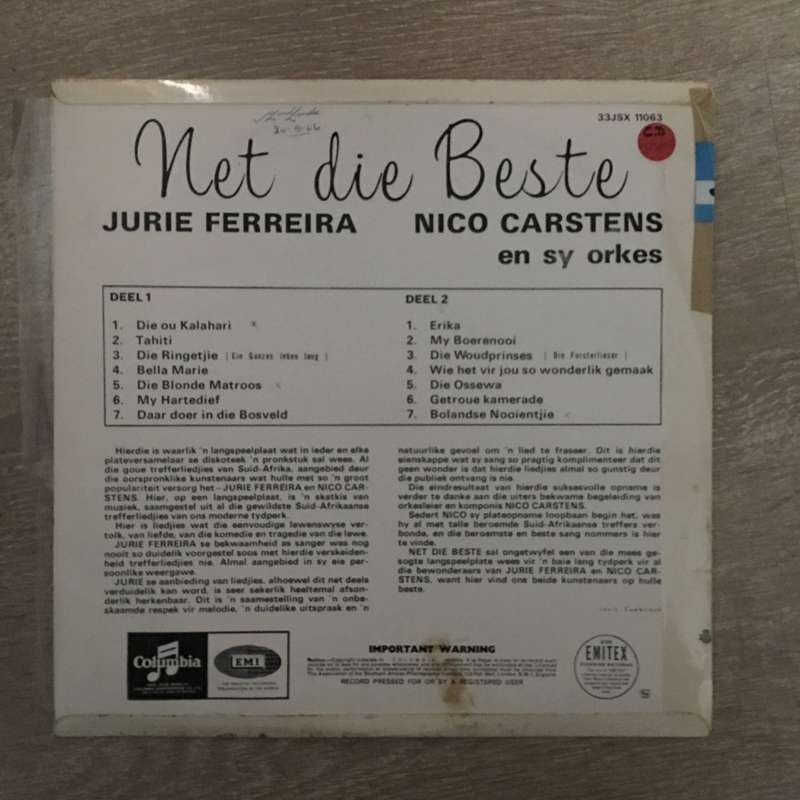 33JSX 11063
Net die Beste
JURIE FERREIRA NICO CARSTENS
en sy orkes
DEEL 1
1. Die ou Kalahari
2. Tahiti
3. Die Ringetjie (Ein Ganzes leben lang)
4. Bella Marie
5. Die Blonde Matroos
6. My Hartedief
7. Daar doer in die Bosveld
DEEL 2
1. Erika
2. My Boerenooi
3. Die Woudprinses (Die Forsterlieser)
4. Wie het vir jou so wonderlik gemaak
5. Die Ossewa
6. Getroue kamerade
7. Bolandse Nooientjie
Hierdie is waarlik 'n langspeelplaat wat in ieder en elke
plateversamelaar se diskoteek 'n pronkstuk sal wees. Al
die goue trefferliedjies van Suid-Afrika, aangebied deur
die oorspronklike kunstenaars wat hulle met so 'n groot
populariteit versorg het—JURIE FERREIRA en NICO CAR-
STENS. Hier, op een langspeelplaat, is 'n skatkis van
musiek, saamgestel uit al die gewildste Suid-Afrikaanse
trefferliedjies van ons moderne tydperk.
Hier is liedjies wat die eenvoudige lewenswyse ver-
tolk, van liefde, van die komedie en tragedie van die lewe.
JURIE FERREIRA se bekwaamheid as sanger was nog
nooit so duidelik voorgestel soos met hierdie verskeiden-
heid trefferliedjies nie. Almal aangebied in sy eie per-
soonlike weergawe.
JURIE se aanbieding van liedjies, alhoewel dit net deels
verduidelik kan word, is seer sekerlik heeltemal afson-
derlik herkenbaar. Dit is 'n saamestelling van 'n onbe-
skaamde respek vir melodie, 'n duidelike uitspraak en 'n
natuurlike gevoel om 'n lied te fraseer. Dit is hierdie
eienskappe wat sy sang so pragtig komplimenteer dat dit
geen wonder is dat hierdie liedjies almal so gunstig deur
die publiek ontvang is nie.
Die eindresultaat van hierdie suksesvolle opname is
verder te danke aan die uiters bekwame begeleiding van
orkesleier en komponis NICO CARSTENS.
Sedert NICO sy plateopname loopbaan begin het, was
hy al met talle beroemde Suid-Afrikaanse treffers ver-
bonde, en die beroemste en beste sang nommers is hier
te vinde.
NET DIE BESTE sal ongetwyfel een van die mees ge-
sogte langspeelplate wees vir 'n baie lang tydperk vir al
die bewonderaars van JURIE FERREIRA en NICO CAR-
STENS, want hier vind ons beide kunstenaars op hulle
beste.
Columbia
EMI
IMPORTANT WARNING
RECORD PRESSED FOR OR BY A REGISTERED USER
EMITEX
CD